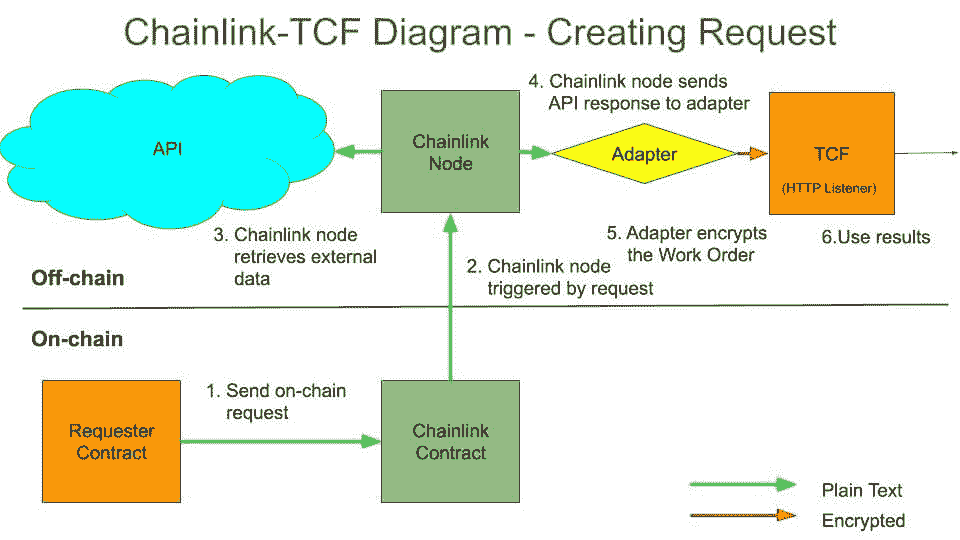 Chainlink-TCF Diagram - Creating Request
4. Chainlink node sends
API response to adapter
API
Chainlink
Node
Adapter
TCF
(HTTP Listener)
3. Chainlink node
retrieves external
data
5. Adapter encrypts
the Work Order
6.Use results
2. Chainlink node
triggered by request
Off-chain
On-chain
1. Send on-chain
request
Requester
Contract
Chainlink
Contract
Plain Text
Encrypted